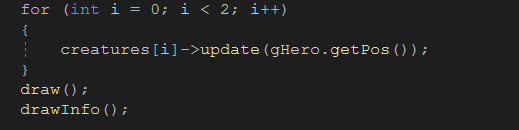 for (int i = 0; i < 2; i++)
{
creatures[i]->update(gHero.getPos());
}
draw();
drawInfo();